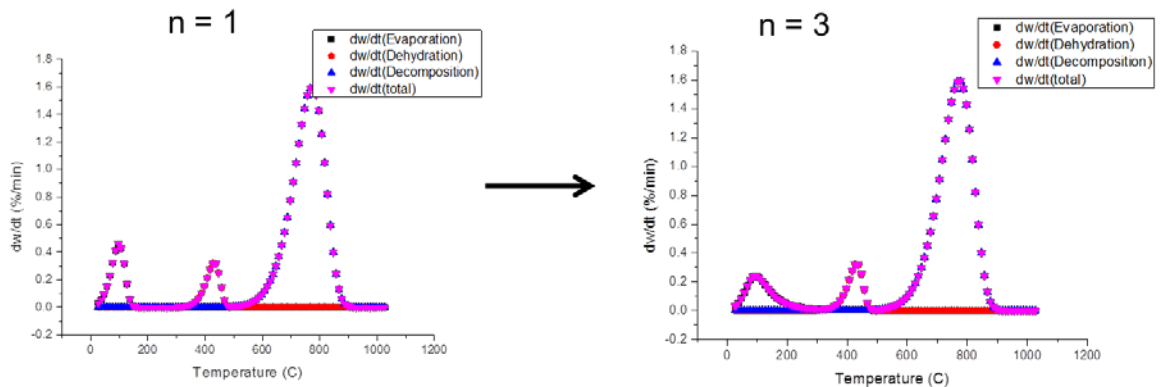 n = 1
dw/dt(Evaporation)
dw/dt(Dehydration)
dw/dt(Decomposition)
dw/dt(total)
1.8
1.6
1.4
1.2
1.0
0.8
0.6
0.4
0.2
0.0
-0.2
dw/dt (%/min)
0
200
400
600
800
1000
1200
Temperature (C)
n = 3
dw/dt(Evaporation)
dw/dt(Dehydration)
dw/dt(Decomposition)
dw/dt(total)
1.8
1.6
1.4
1.2
1.0
0.8
0.6
0.4
0.2
0.0
-0.2
dw/dt (%/min)
0
200
400
600
800
1000
1200
Temperature (C)